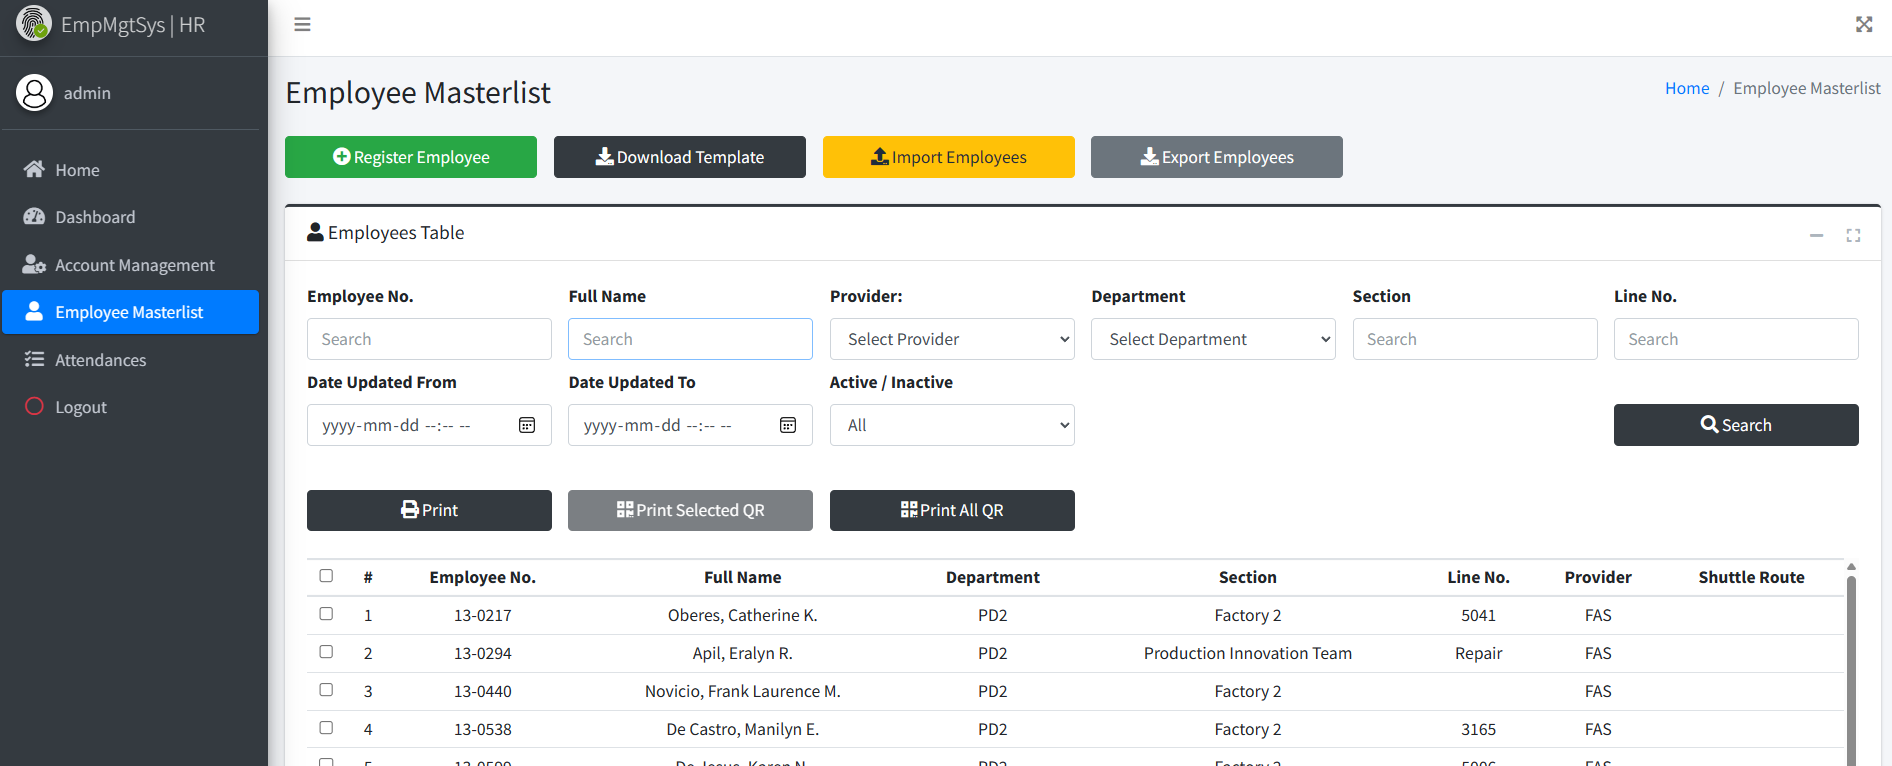 EmpMgtSys | HR
admin
Home
Dashboard
Account Management
Employee Masterlist
Attendances
Logout
Employee Masterlist
Home / Employee Masterlist
Register Employee Download Template Import Employees Export Employees
Employees Table
Employee No. Full Name Provider: Department Section Line No.
Search Search Select Provider Select Department Search Search
Date Updated From Date Updated To Active / Inactive
yyyy-mm-dd --:-- -- yyyy-mm-dd --:-- -- All Search
Print Print Selected QR Print All QR
# Employee No. Full Name Department Section Line No. Provider Shuttle Route
1 13-0217 Oberes, Catherine K. PD2 Factory 2 5041 FAS
2 13-0294 Apil, Eralyn R. PD2 Production Innovation Team Repair FAS
3 13-0440 Novicio, Frank Laurence M. PD2 Factory 2 FAS
4 13-0538 De Castro, Manilyn E. PD2 Factory 2 3165 FAS
5 PD2 Factory 2 FAS